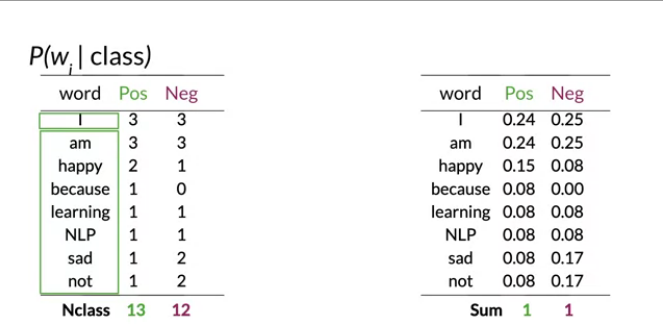 P(wi | class)
word Pos Neg
I 3 3
am 3 3
happy 2 1
because 1 0
learning 1 1
NLP 1 1
sad 1 2
not 1 2
Nclass 13 12
word Pos Neg
I 0.24 0.25
am 0.24 0.25
happy 0.15 0.08
because 0.08 0.00
learning 0.08 0.08
NLP 0.08 0.08
sad 0.08 0.17
not 0.08 0.17
Sum 1 1